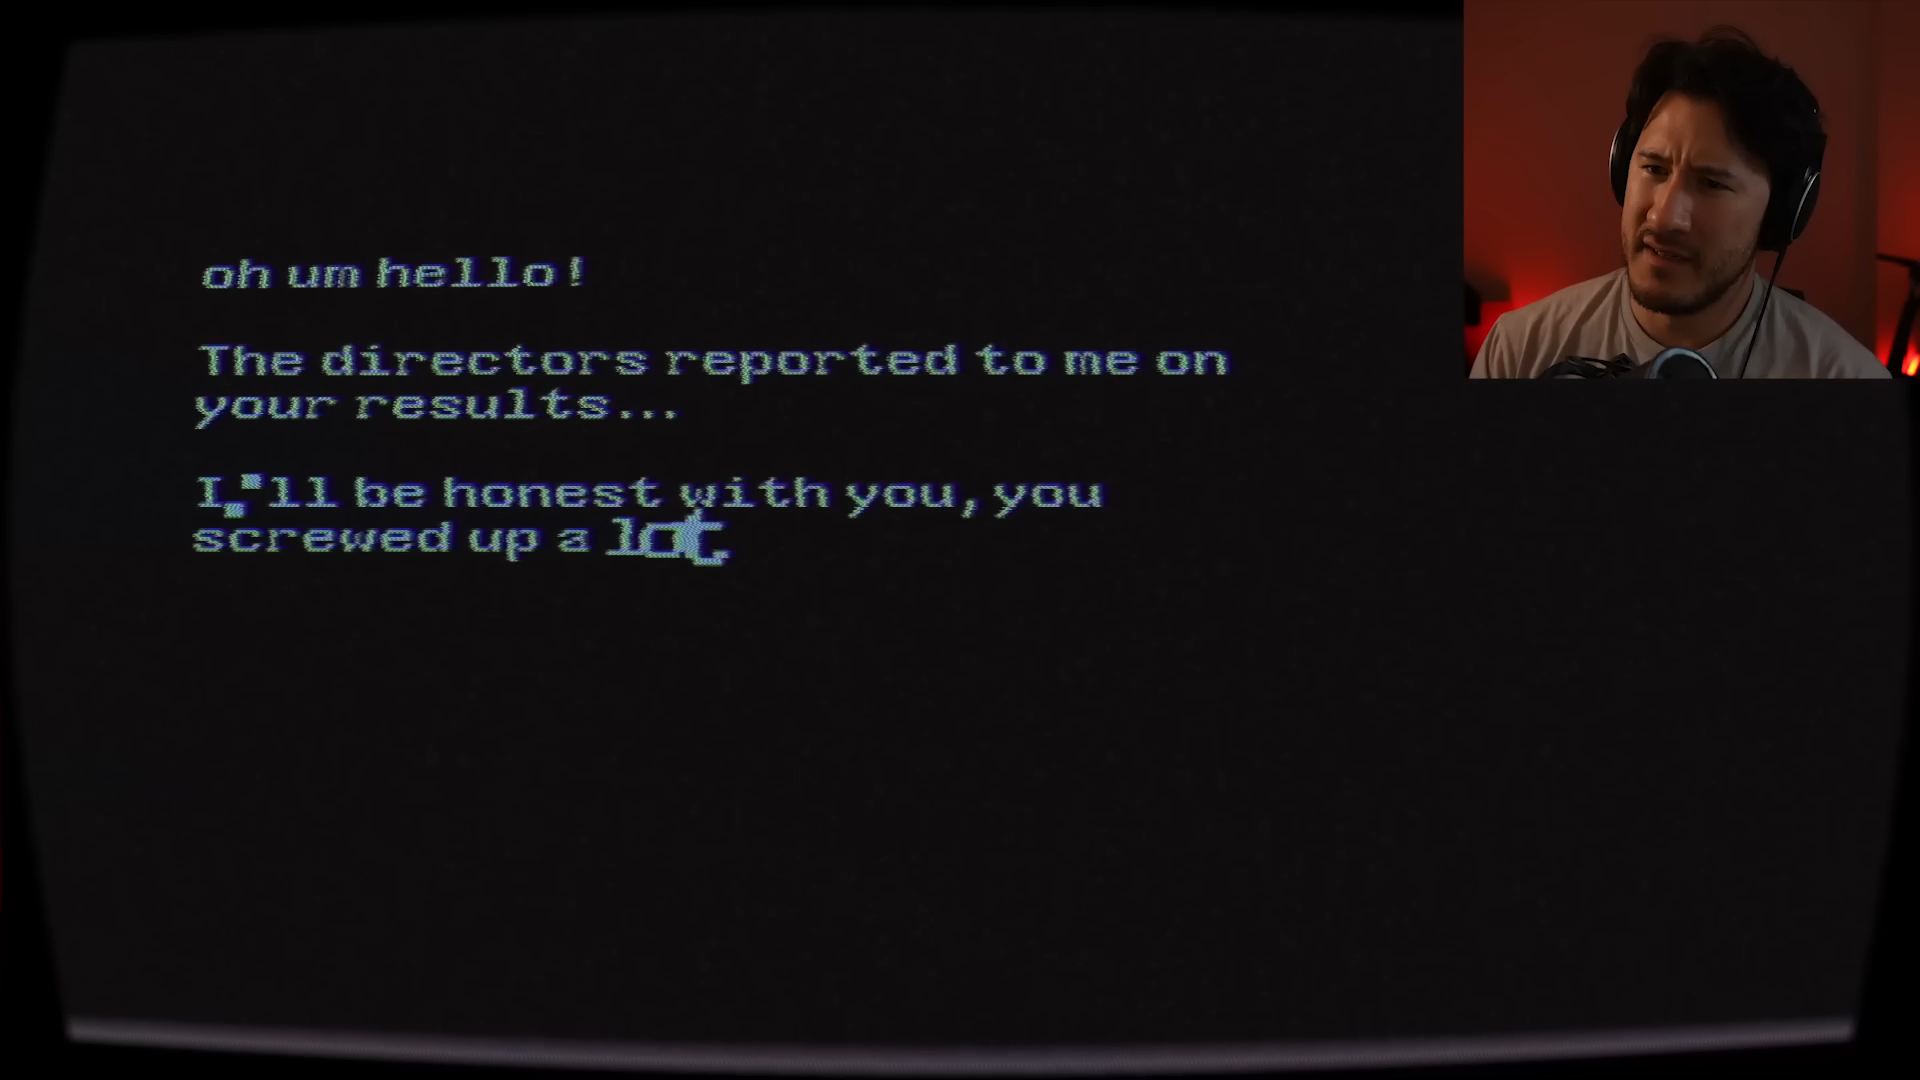 oh um hello!
The directors reported to me on
your results...
I'll be honest with you, you
screwed up a lot.